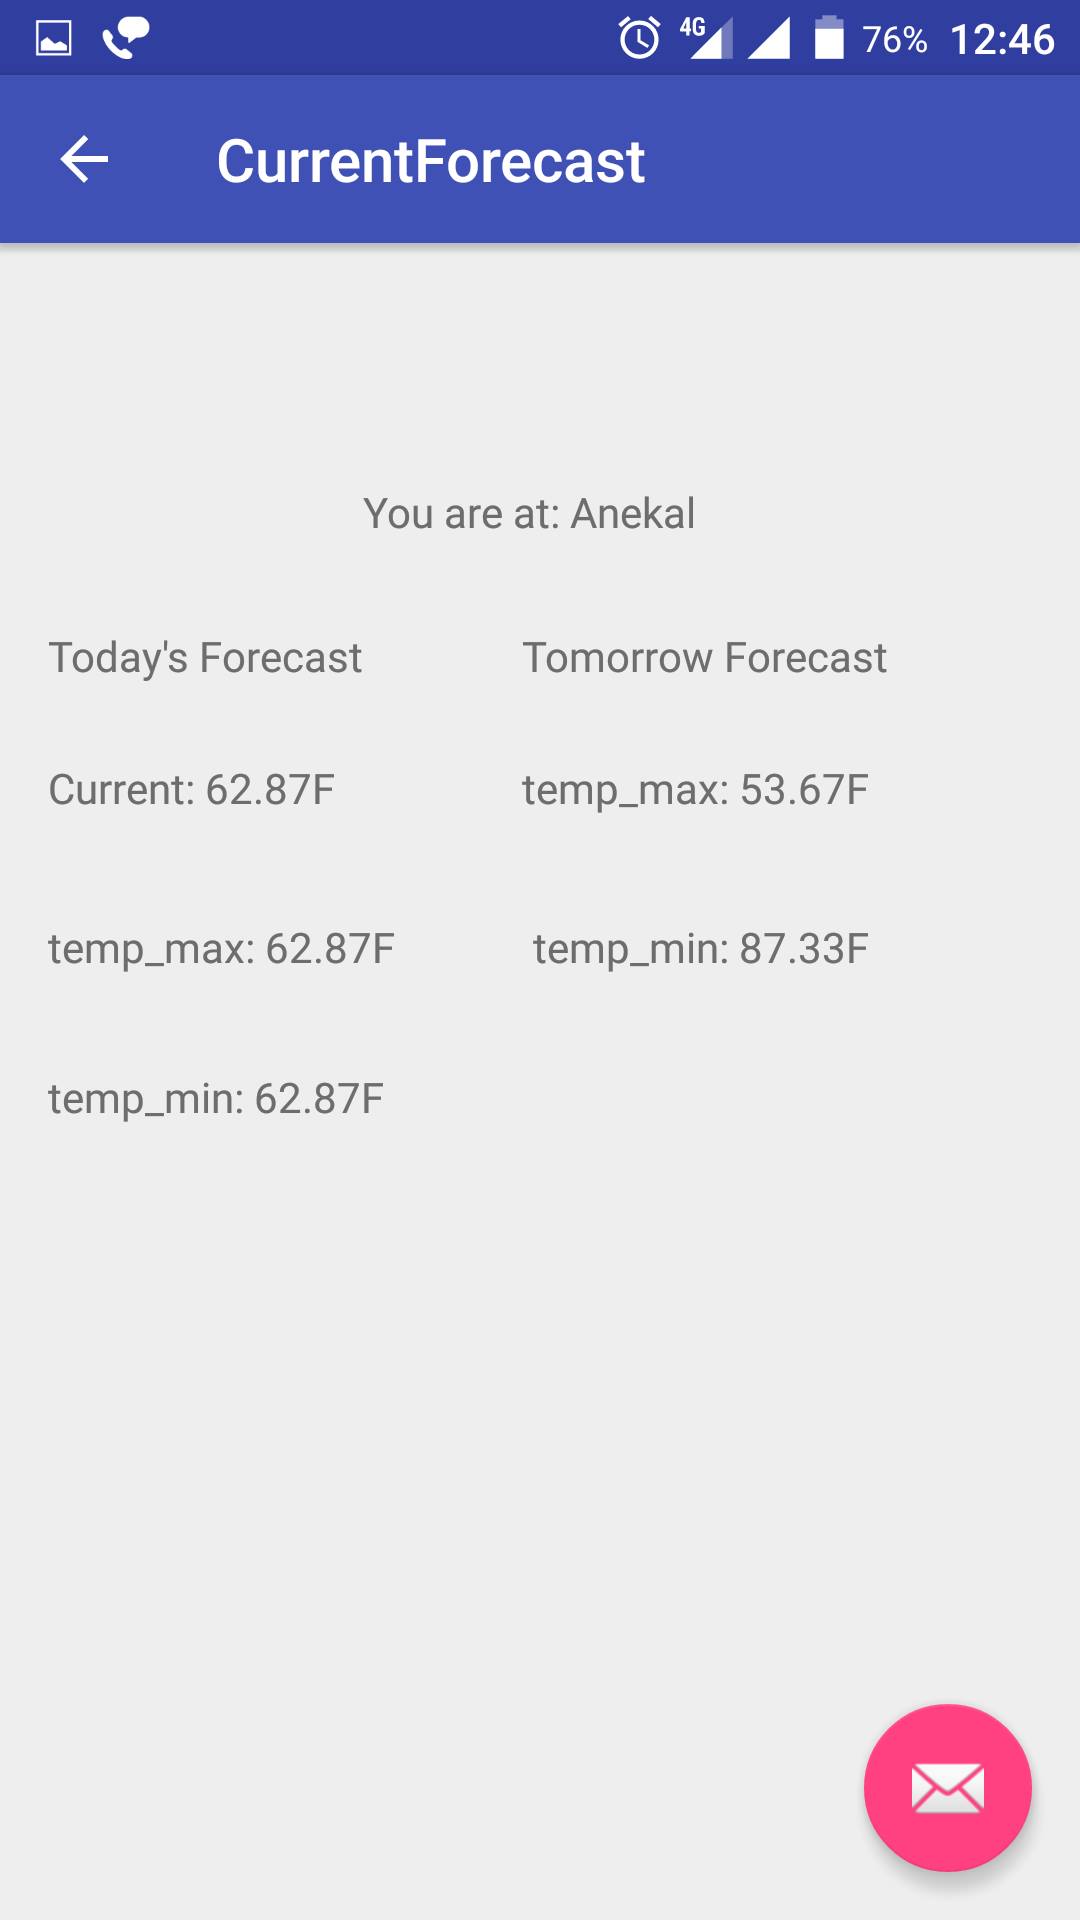 4G 76% 12:46
CurrentForecast
You are at: Anekal
Today's Forecast Tomorrow Forecast
Current: 62.87F temp_max: 53.67F
temp_max: 62.87F temp_min: 87.33F
temp_min: 62.87F